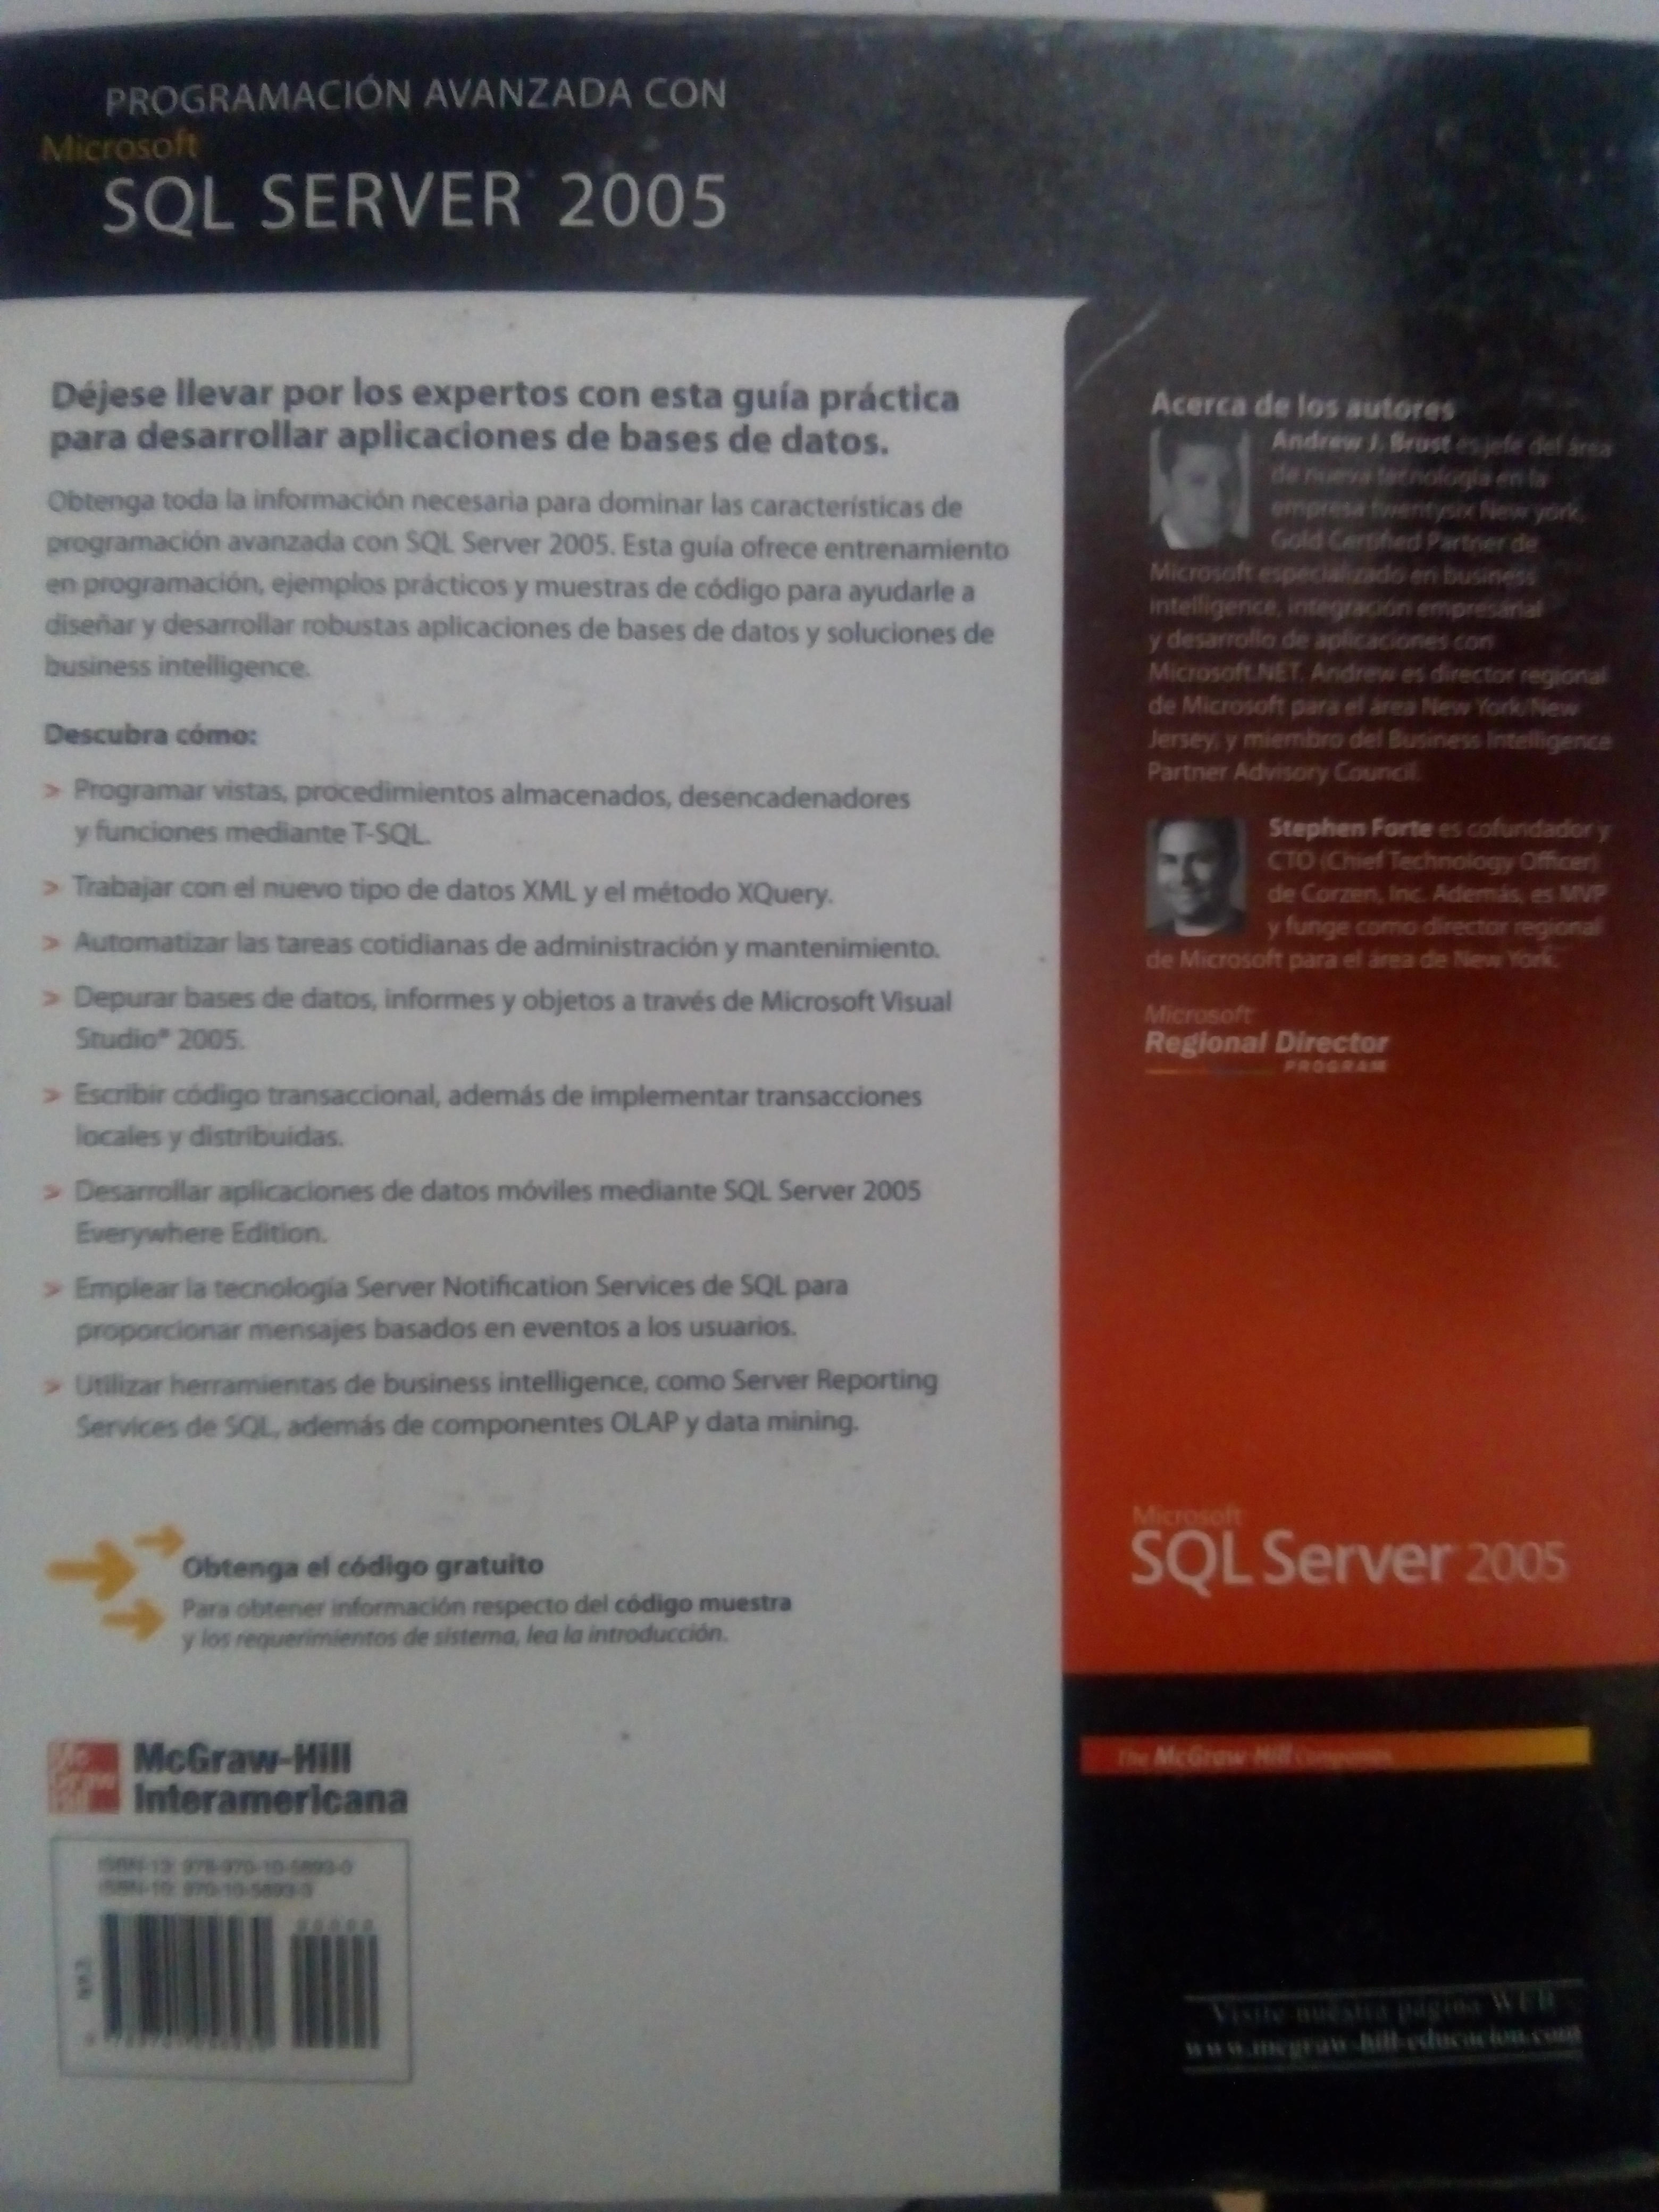 PROGRAMACIÓN AVANZADA CON
Microsoft
SQL SERVER 2005
Déjese llevar por los expertos con esta guía práctica
para desarrollar aplicaciones de bases de datos.
Obtenga toda la información necesaria para dominar las características de
programación avanzada con SQL Server 2005. Esta guía ofrece entrenamiento
en programación, ejemplos prácticos y muestras de código para ayudarle a
diseñar y desarrollar robustas aplicaciones de bases de datos y soluciones de
business intelligence.
Descubra cómo:
> Programar vistas, procedimientos almacenados, desencadenadores
y funciones mediante T-SQL.
> Trabajar con el nuevo tipo de datos XML y el método XQuery.
> Automatizar las tareas cotidianas de administración y mantenimiento.
> Depurar bases de datos, informes y objetos a través de Microsoft Visual
Studio® 2005.
> Escribir código transaccional, además de implementar transacciones
locales y distribuidas.
> Desarrollar aplicaciones de datos móviles mediante SQL Server 2005
Everywhere Edition.
> Emplear la tecnología Server Notification Services de SQL para
proporcionar mensajes basados en eventos a los usuarios.
> Utilizar herramientas de business intelligence, como Server Reporting
Services de SQL, además de componentes OLAP y data mining.
Obtenga el código gratuito
Para obtener información respecto del código muestra
y los requerimientos de sistema, lea la introducción.
Mc
Graw
Hill
McGraw-Hill
Interamericana
ISBN-13: 978-970-10-5893-0
ISBN-10: 970-10-5893-3
Acerca de los autores
Andrew J. Brust es jefe del área
de nueva tecnología en la
empresa twentysix New york,
Gold Certified Partner de
Microsoft especializado en business
intelligence, integración empresarial
y desarrollo de aplicaciones con
Microsoft.NET. Andrew es director regional
de Microsoft para el área New York/New
Jersey, y miembro del Business Intelligence
Partner Advisory Council.
Stephen Forte es cofundador y
CTO (Chief Technology Officer)
de Corzen, Inc. Además, es MVP
y funge como director regional
de Microsoft para el área de New York.
Microsoft
Regional Director
PROGRAM
Microsoft
SQL Server 2005
The McGraw-Hill Companies
Visite nuestra página WEB
www.mcgraw-hill-educacion.com